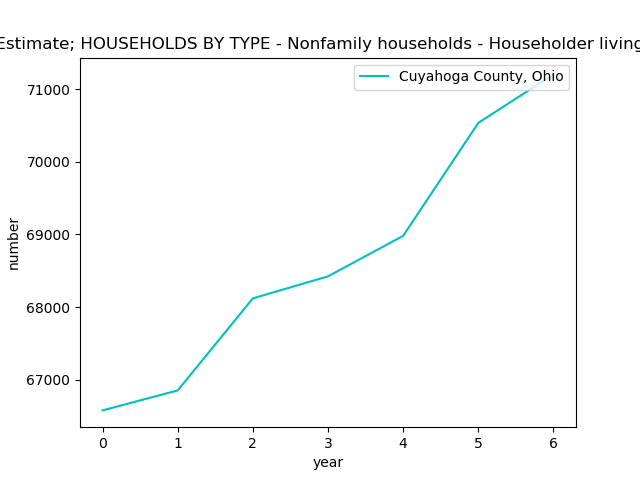 Estimate; HOUSEHOLDS BY TYPE - Nonfamily households - Householder living
Cuyahoga County, Ohio
71000
70000
69000
68000
67000
number
0 1 2 3 4 5 6
year